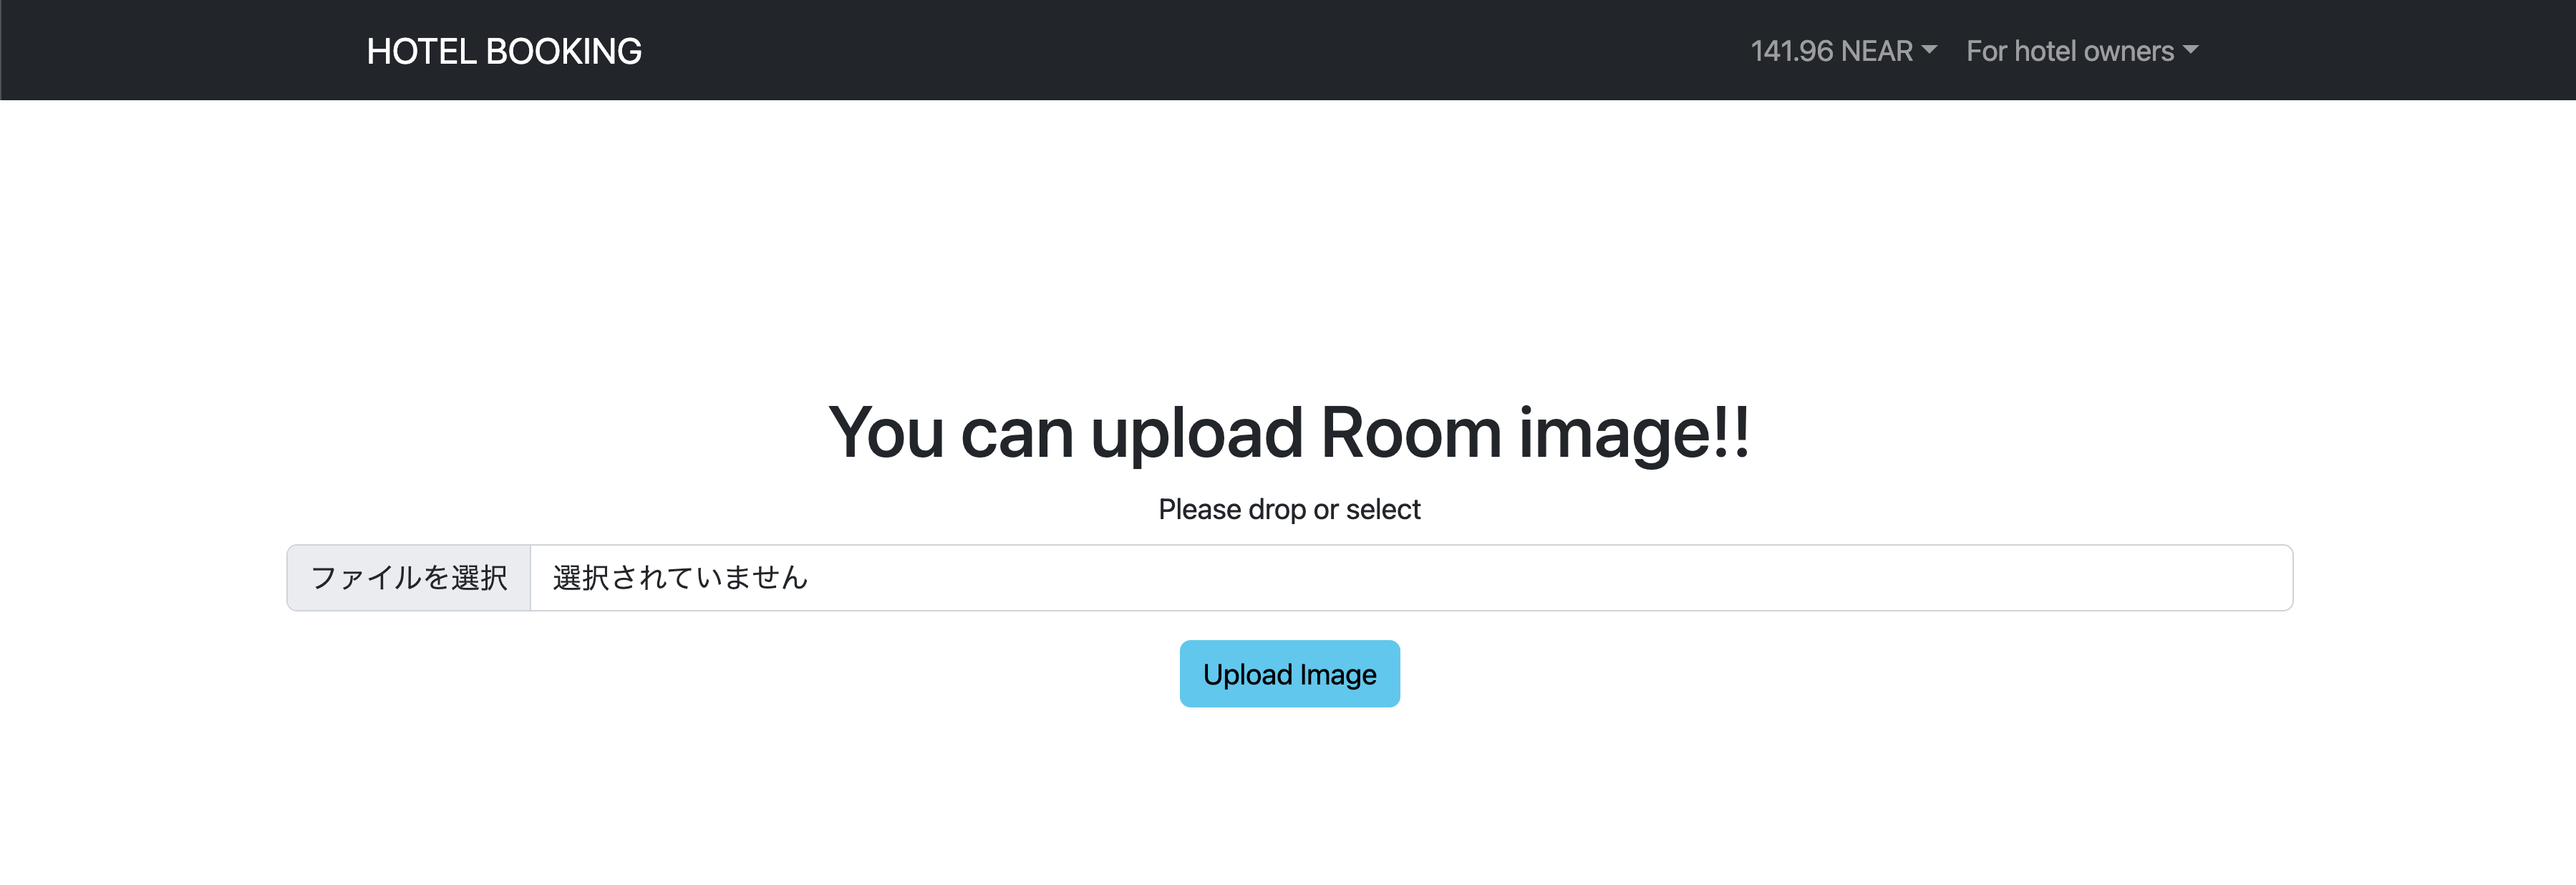 HOTEL BOOKING
141.96 NEAR
For hotel owners
You can upload Room image!!
Please drop or select
ファイルを選択
選択されていません
Upload Image